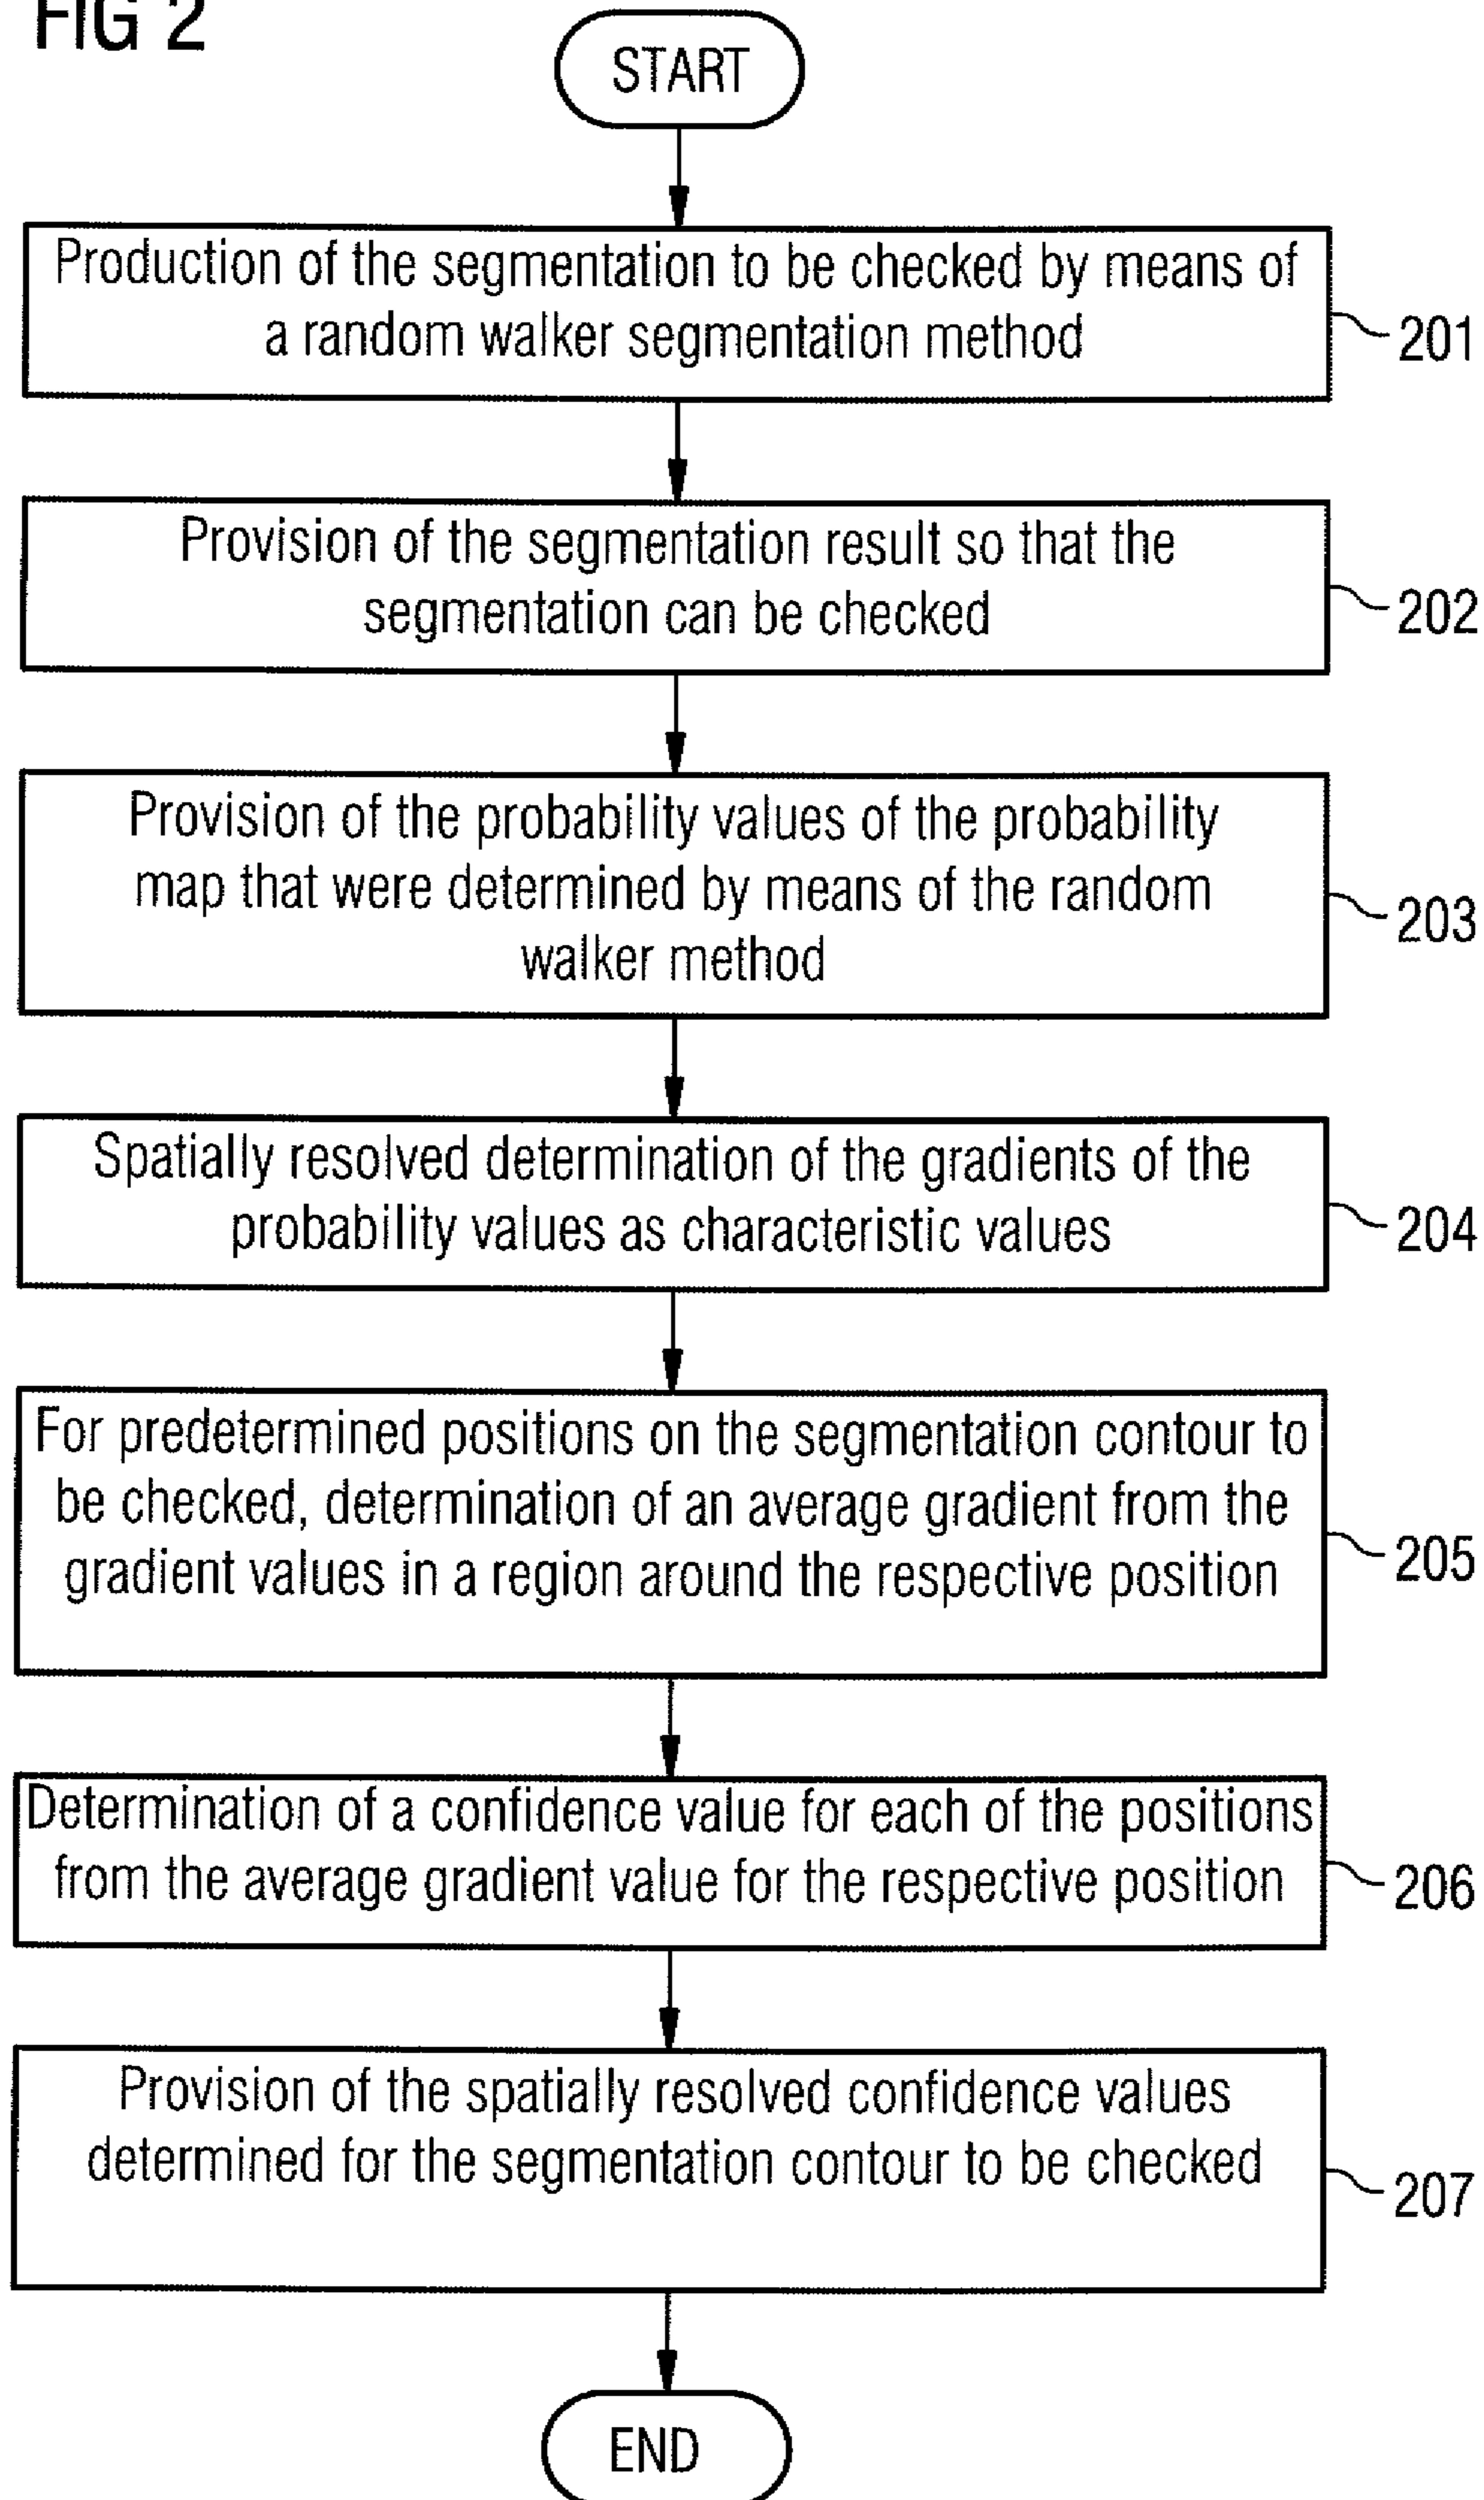 FIG 2
START
Production of the segmentation to be checked by means of
a random walker segmentation method
201
Provision of the segmentation result so that the
segmentation can be checked
202
Provision of the probability values of the probability
map that were determined by means of the random
walker method
203
Spatially resolved determination of the gradients of the
probability values as characteristic values
204
For predetermined positions on the segmentation contour to
be checked, determination of an average gradient from the
gradient values in a region around the respective position
205
Determination of a confidence value for each of the positions
from the average gradient value for the respective position
206
Provision of the spatially resolved confidence values
determined for the segmentation contour to be checked
207
END